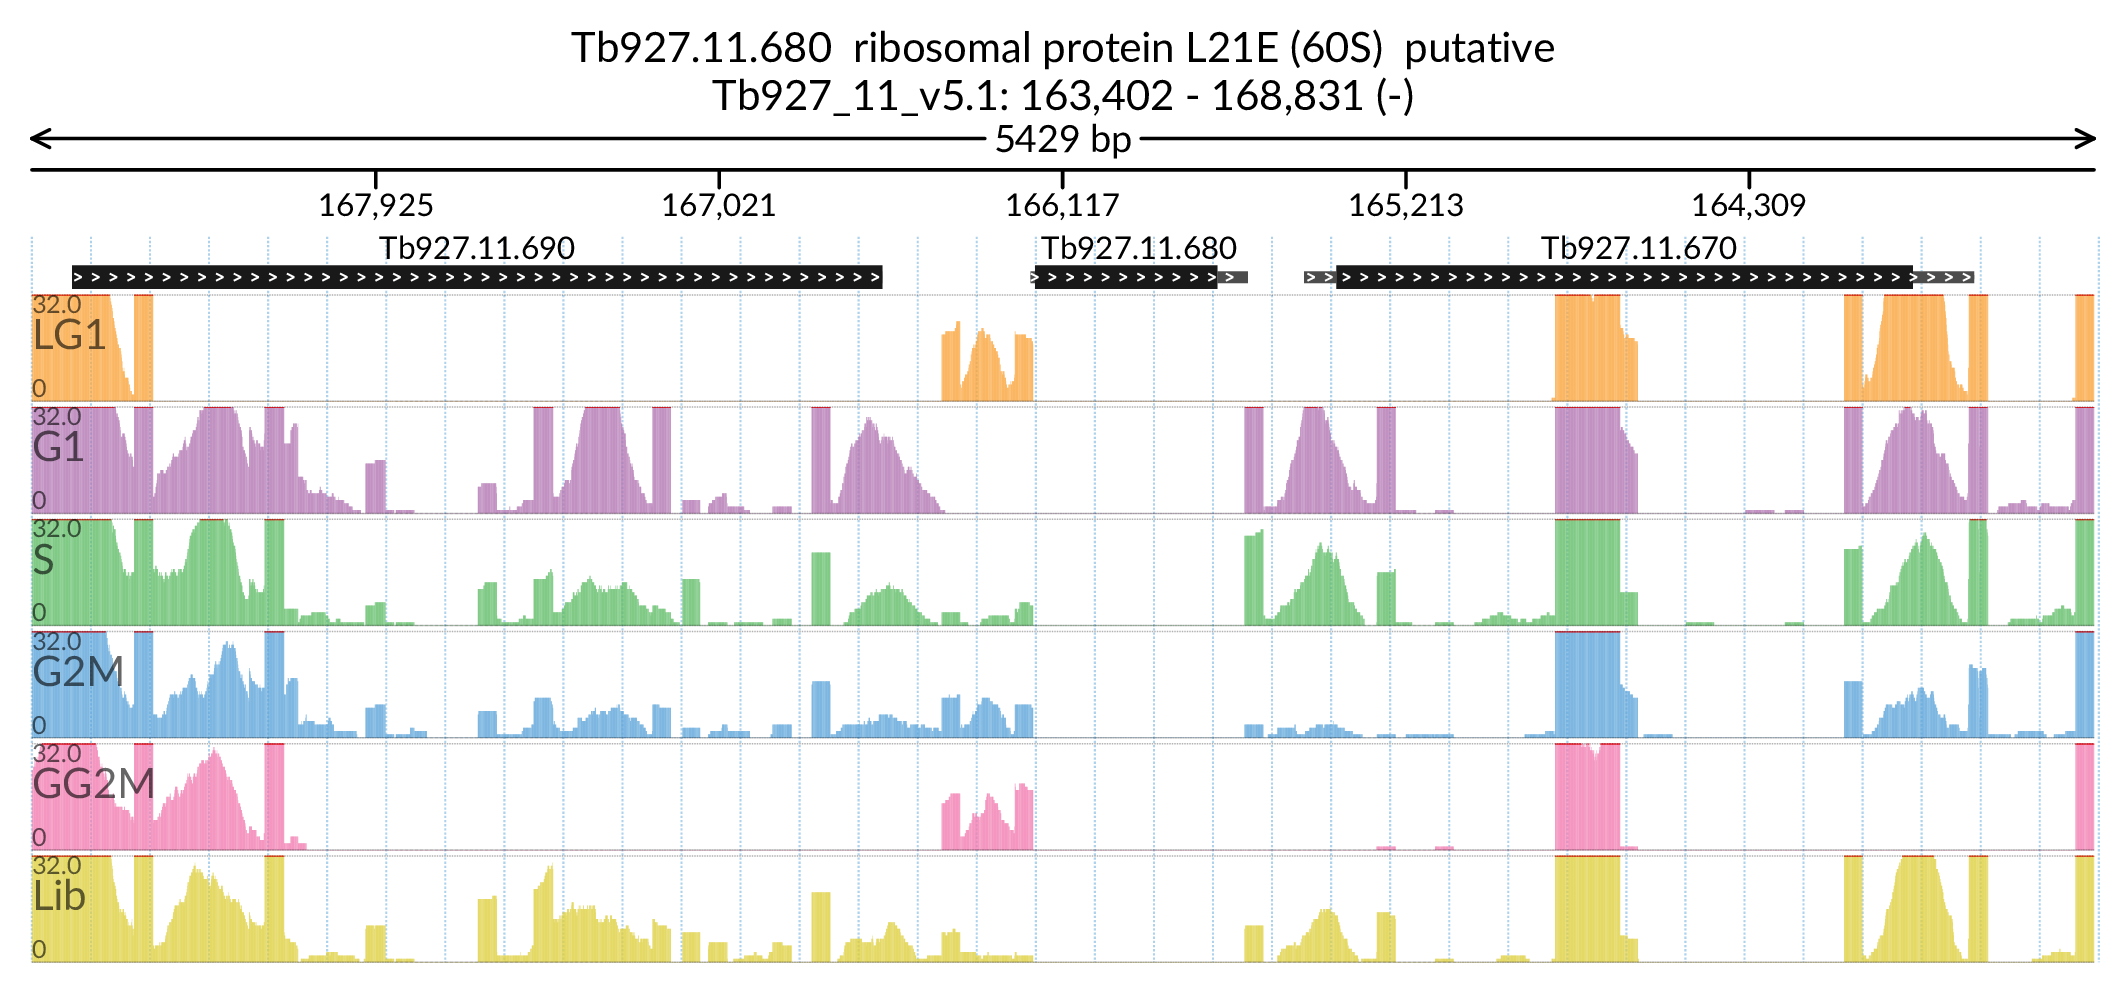 Tb927.11.680  ribosomal protein L21E (60S)  putative
Tb927_11_v5.1: 163,402 - 168,831 (-)
5429 bp
167,925 167,021 166,117 165,213 164,309
Tb927.11.690 Tb927.11.680 Tb927.11.670
32.0
LG1
0
32.0
G1
0
32.0
S
0
32.0
G2M
0
32.0
GG2M
0
32.0
Lib
0